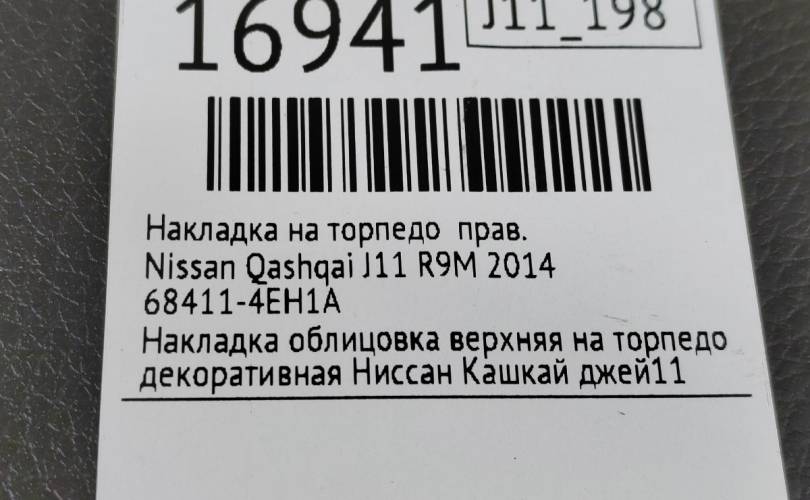 16941
J11_198
Накладка на торпедо прав.
Nissan Qashqai J11 R9M 2014
68411-4EH1A
Накладка облицовка верхняя на торпедо
декоративная Ниссан Кашкай джей11